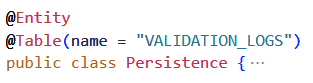 @Entity
@Table(name = "VALIDATION_LOGS")
public class Persistence { ···